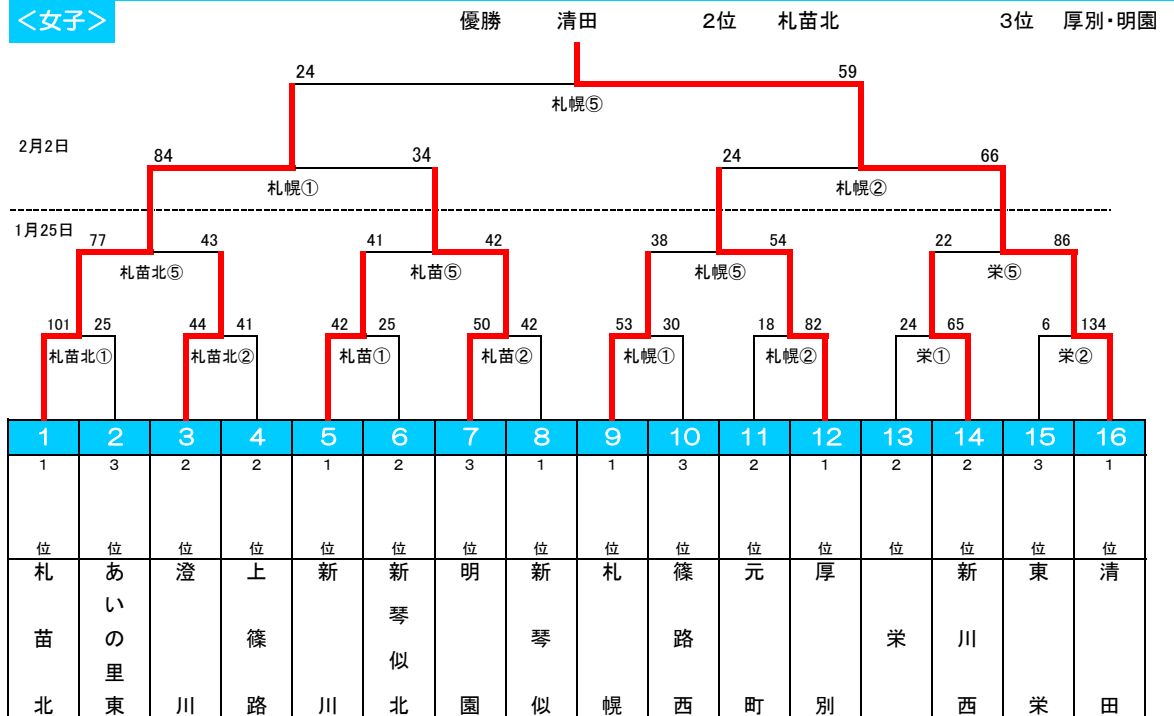 ＜女子＞ 優勝 清田 2位 札苗北 3位 厚別・明園
24 59
札幌⑤
2月2日
84 34 24 66
札幌① 札幌②
1月25日
77 43 41 42 38 54 22 86
札苗北⑤ 札苗⑤ 札幌⑤ 栄⑤
101 25 44 41 42 25 50 42 53 30 18 82 24 65 6 134
札苗北① 札苗北② 札苗① 札苗② 札幌① 札幌② 栄① 栄②
1 2 3 4 5 6 7 8 9 10 11 12 13 14 15 16
1位 3位 2位 2位 1位 2位 3位 1位 1位 3位 2位 1位 2位 2位 3位 1位
札苗北
あいの里東
澄川
上篠路
新川
新琴似北
明園
新琴似
札幌
篠路西
元町
厚別
栄
新川西
東栄
清田